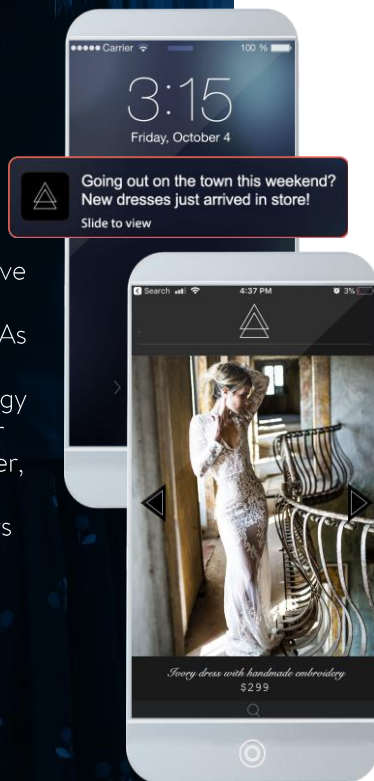 Carrier 100 %
3:15
Friday, October 4
Going out on the town this weekend?
New dresses just arrived in store!
Slide to view
ve
As
gy
r
er,
s
Search 4:37 PM 3%
Ivory dress with handmade embroidery
$299